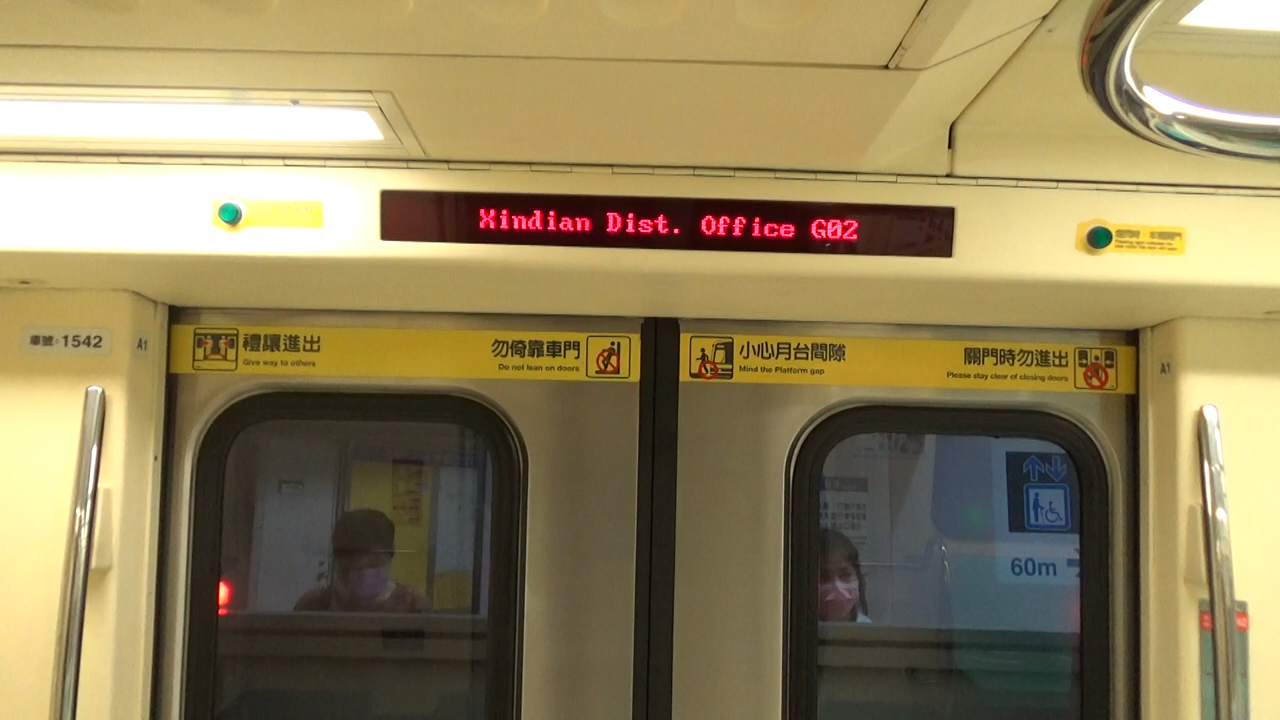 Xindian Dist. Office G02
車號:1542
A1
禮讓進出
Give way to others
勿倚靠車門
Do not lean on doors
小心月台間隙
Mind the Platform gap
關門時勿進出
Please stay clear of closing doors
A1
60m